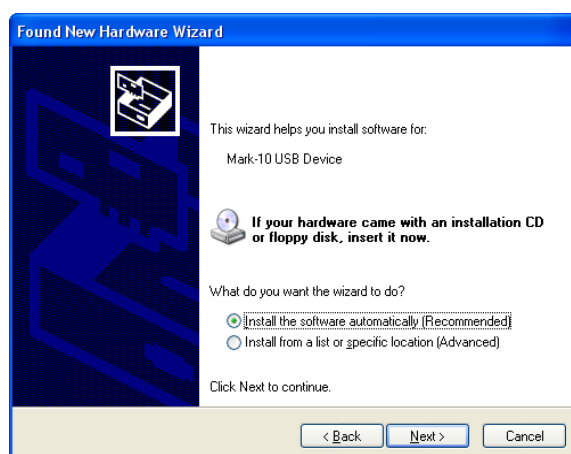 Found New Hardware Wizard
This wizard helps you install software for:
Mark-10 USB Device
If your hardware came with an installation CD
or floppy disk, insert it now.
What do you want the wizard to do?
Install the software automatically (Recommended)
Install from a list or specific location (Advanced)
Click Next to continue.
< Back Next > Cancel